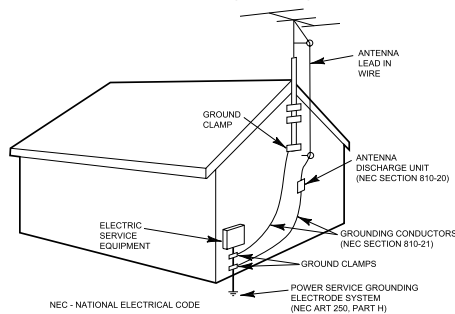 ANTENNA
LEAD IN
WIRE
GROUND
CLAMP
ANTENNA
DISCHARGE UNIT
(NEC SECTION 810-20)
ELECTRIC
SERVICE
EQUIPMENT
GROUNDING CONDUCTORS
(NEC SECTION 810-21)
GROUND CLAMPS
POWER SERVICE GROUNDING
ELECTRODE SYSTEM
(NEC ART 250, PART H)
NEC - NATIONAL ELECTRICAL CODE